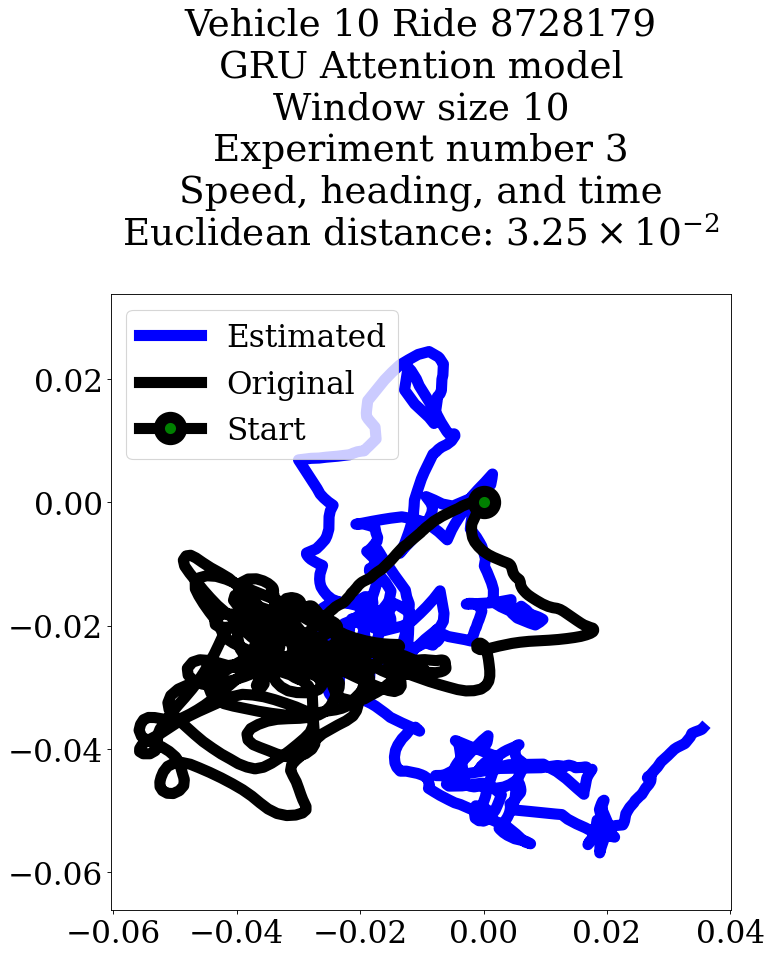 Vehicle 10 Ride 8728179
GRU Attention model
Window size 10
Experiment number 3
Speed, heading, and time
Euclidean distance: 3.25 × 10⁻²
Estimated
Original
Start
0.02
0.00
−0.02
−0.04
−0.06
−0.06 −0.04 −0.02 0.00 0.02 0.04